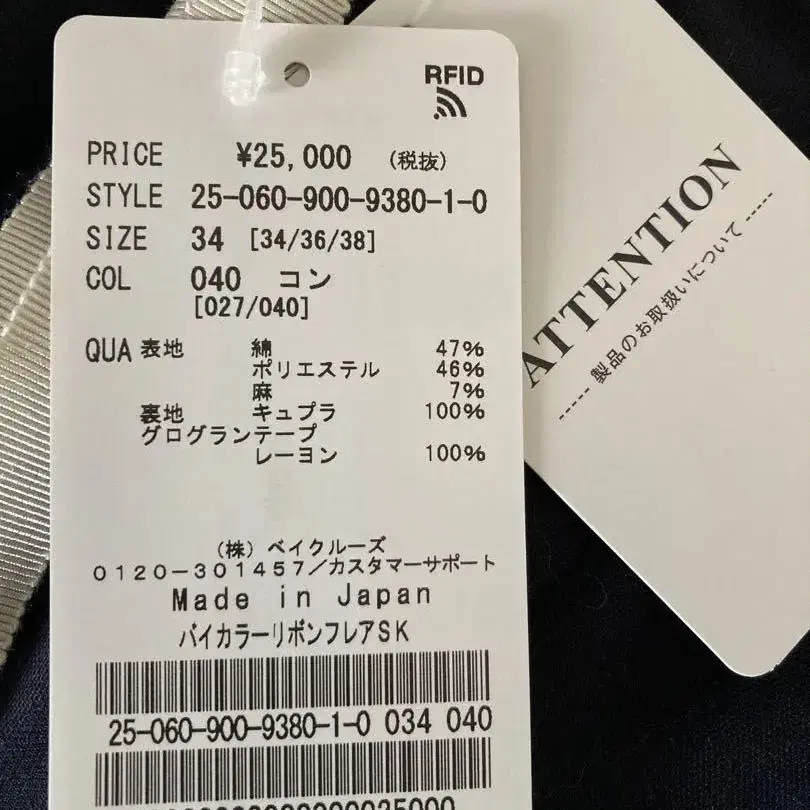 RFID
PRICE ¥25,000 (税抜)
STYLE 25-060-900-9380-1-0
SIZE 34 [34/36/38]
COL 040 コン
[027/040]
QUA 表地 綿 47%
ポリエステル 46%
麻 7%
裏地 キュプラ 100%
グログランテープ
レーヨン 100%
(株)ベイクルーズ
0120-301457/カスタマーサポート
Made in Japan
バイカラーリボンフレアSK
25-060-900-9380-1-0 034 040
ATTENTION
----- 製品のお取扱いについて -----